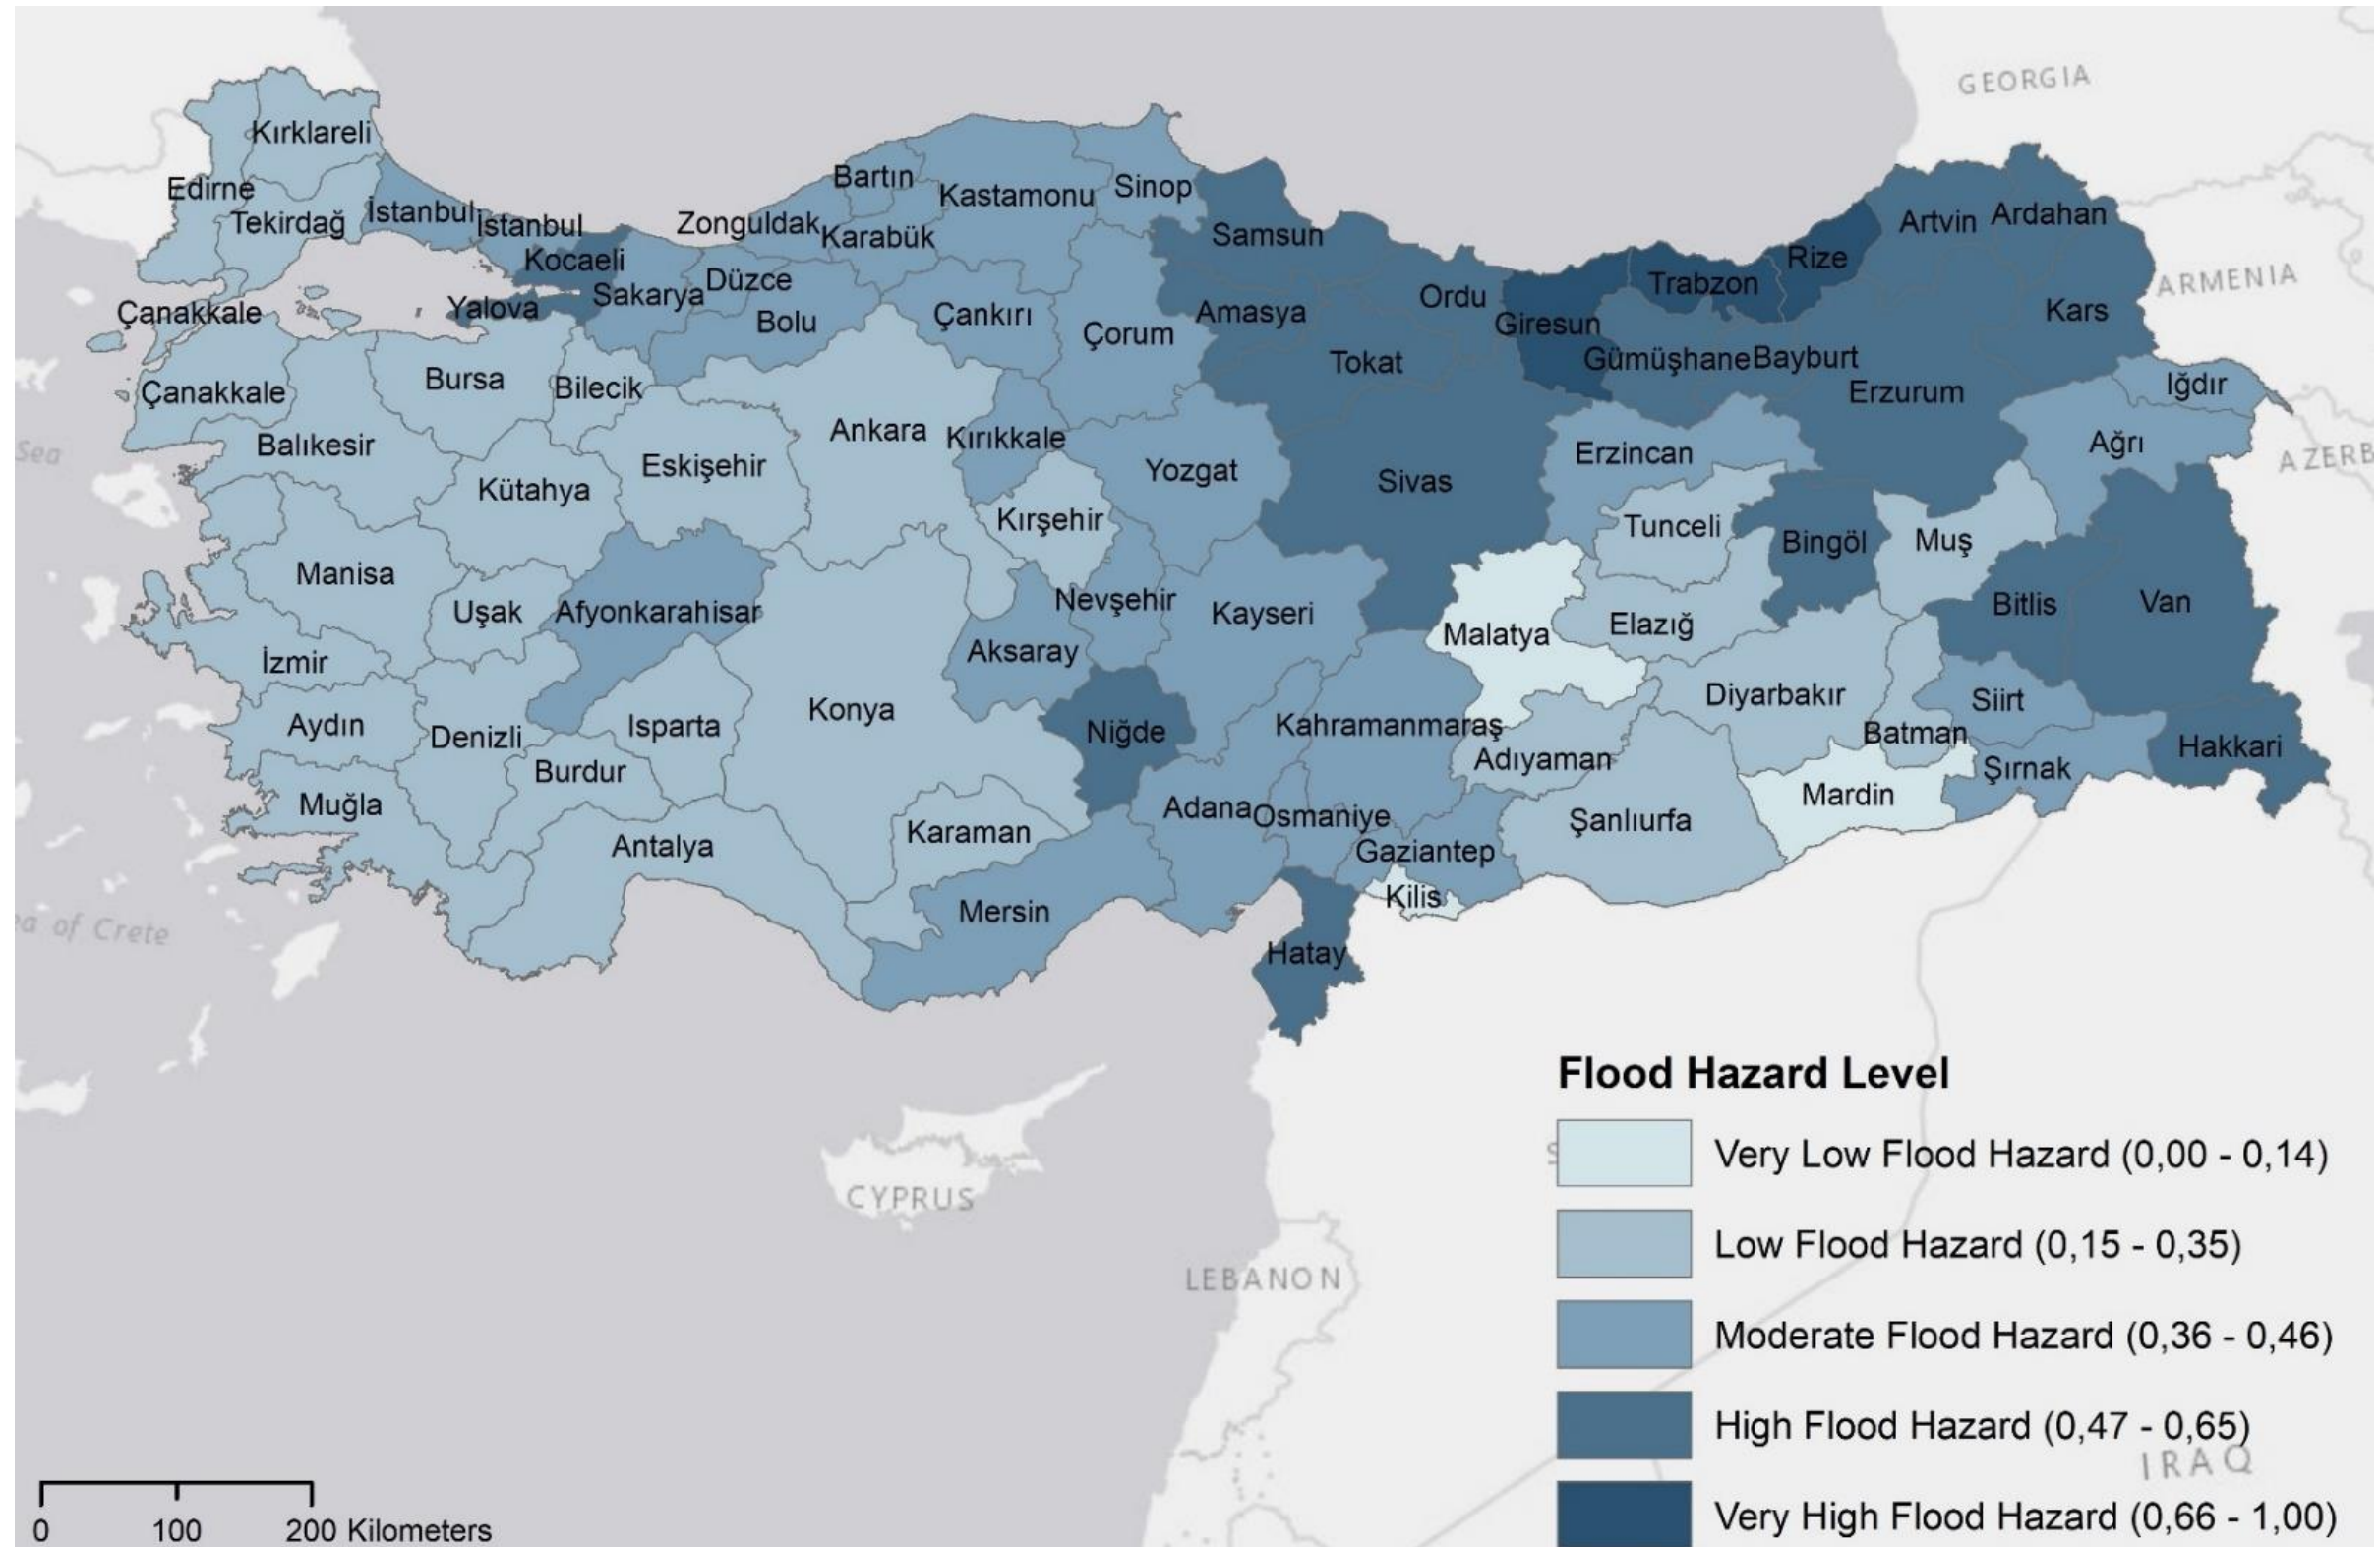 GEORGIA
Kırklareli
Edirne
Tekirdağ
İstanbul
İstanbul
Kocaeli
Yalova
Sakarya
Düzce
Zonguldak
Bartın
Karabük
Kastamonu
Sinop
Samsun
Bolu
Çankırı
Çorum
Amasya
Tokat
Ordu
Giresun
Trabzon
Rize
Artvin
Ardahan
ARMENIA
Kars
Gümüşhane
Bayburt
Erzurum
Iğdır
Ağrı
AZERB
Çanakkale
Çanakkale
Bursa
Bilecik
Balıkesir
Sea
Kütahya
Eskişehir
Ankara
Kırıkkale
Yozgat
Sivas
Erzincan
Kırşehir
Tunceli
Bingöl
Muş
Manisa
Uşak
Afyonkarahisar
Nevşehir
Kayseri
Malatya
Elazığ
Bitlis
Van
İzmir
Aksaray
Aydın
Denizli
Isparta
Konya
Niğde
Kahramanmaraş
Adıyaman
Diyarbakır
Batman
Siirt
Şırnak
Hakkari
Burdur
Muğla
Antalya
Karaman
Adana
Osmaniye
Gaziantep
Şanlıurfa
Mardin
Kilis
Mersin
Hatay
ea of Crete
CYPRUS
LEBANON
IRAQ
S
Flood Hazard Level
Very Low Flood Hazard (0,00 - 0,14)
Low Flood Hazard (0,15 - 0,35)
Moderate Flood Hazard (0,36 - 0,46)
High Flood Hazard (0,47 - 0,65)
Very High Flood Hazard (0,66 - 1,00)
0 100 200 Kilometers